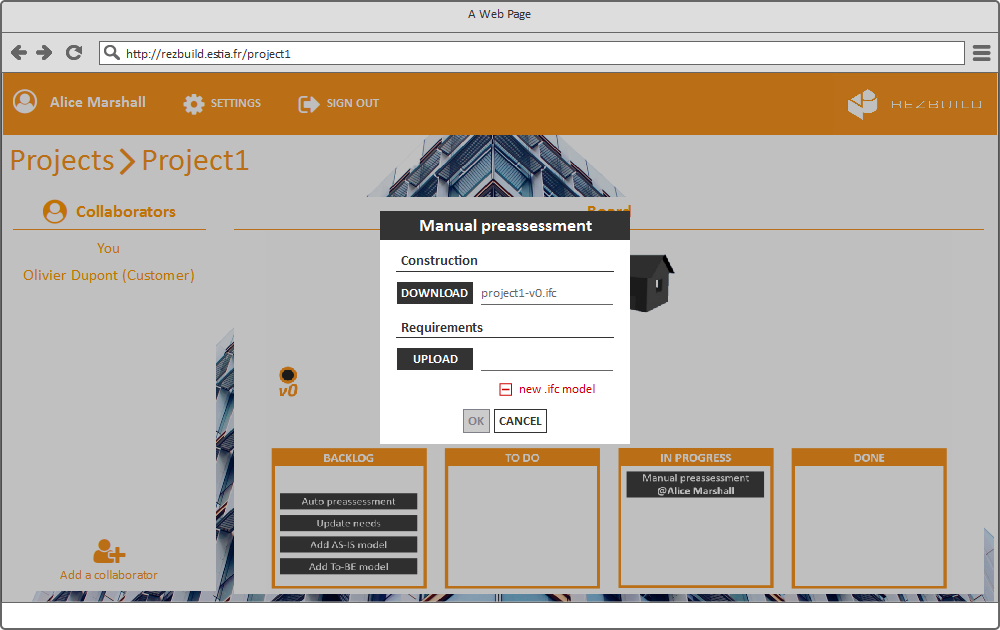 A Web Page
http://rezbuild.estia.fr/project1
Alice Marshall
SETTINGS
SIGN OUT
REZBUILD
Projects > Project1
Collaborators
Board
You
Olivier Dupont (Customer)
Manual preassessment
Construction
DOWNLOAD project1-v0.ifc
Requirements
UPLOAD
new .ifc model
OK CANCEL
v0
BACKLOG
Auto preassessment
Update needs
Add AS-IS model
Add To-BE model
TO DO
IN PROGRESS
Manual preassessment
@Alice Marshall
DONE
Add a collaborator